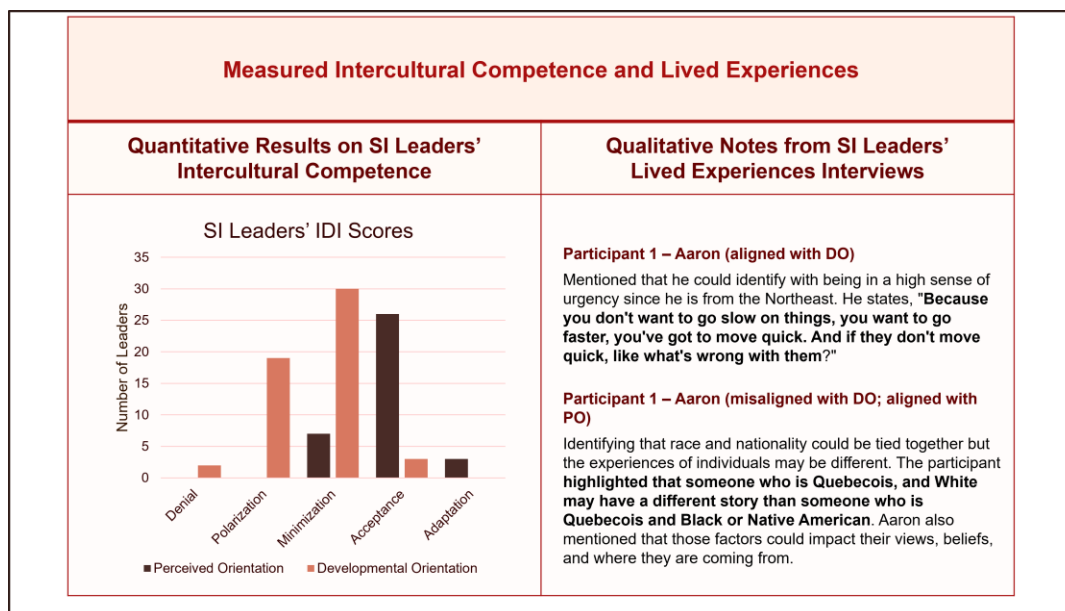 Measured Intercultural Competence and Lived Experiences
Quantitative Results on SI Leaders'
Intercultural Competence
Qualitative Notes from SI Leaders'
Lived Experiences Interviews
SI Leaders' IDI Scores
35
30
25
20
15
10
5
0
Number of Leaders
Denial
Polarization
Minimization
Acceptance
Adaptation
Perceived Orientation
Developmental Orientation
Participant 1 – Aaron (aligned with DO)
Mentioned that he could identify with being in a high sense of
urgency since he is from the Northeast. He states, "Because
you don't want to go slow on things, you want to go
faster, you've got to move quick. And if they don't move
quick, like what's wrong with them?"
Participant 1 – Aaron (misaligned with DO; aligned with
PO)
Identifying that race and nationality could be tied together but
the experiences of individuals may be different. The participant
highlighted that someone who is Quebecois, and White
may have a different story than someone who is
Quebecois and Black or Native American. Aaron also
mentioned that those factors could impact their views, beliefs,
and where they are coming from.